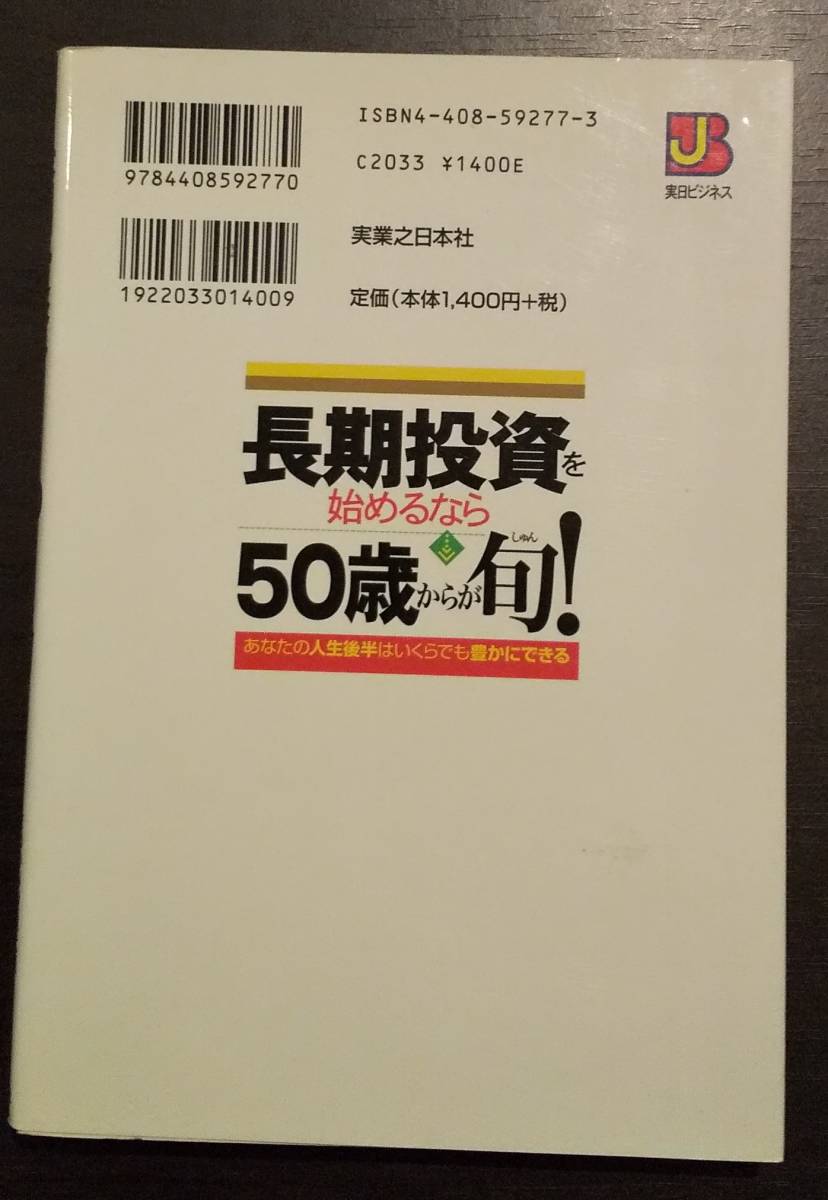 ISBN4-408-59277-3
9784408592770
C2033 ¥1400E
JB
実日ビジネス
実業之日本社
1922033014009
定価(本体1,400円+税)
長期投資を
始めるなら
しゅん
50歳からが旬!
あなたの人生後半はいくらでも豊かにできる